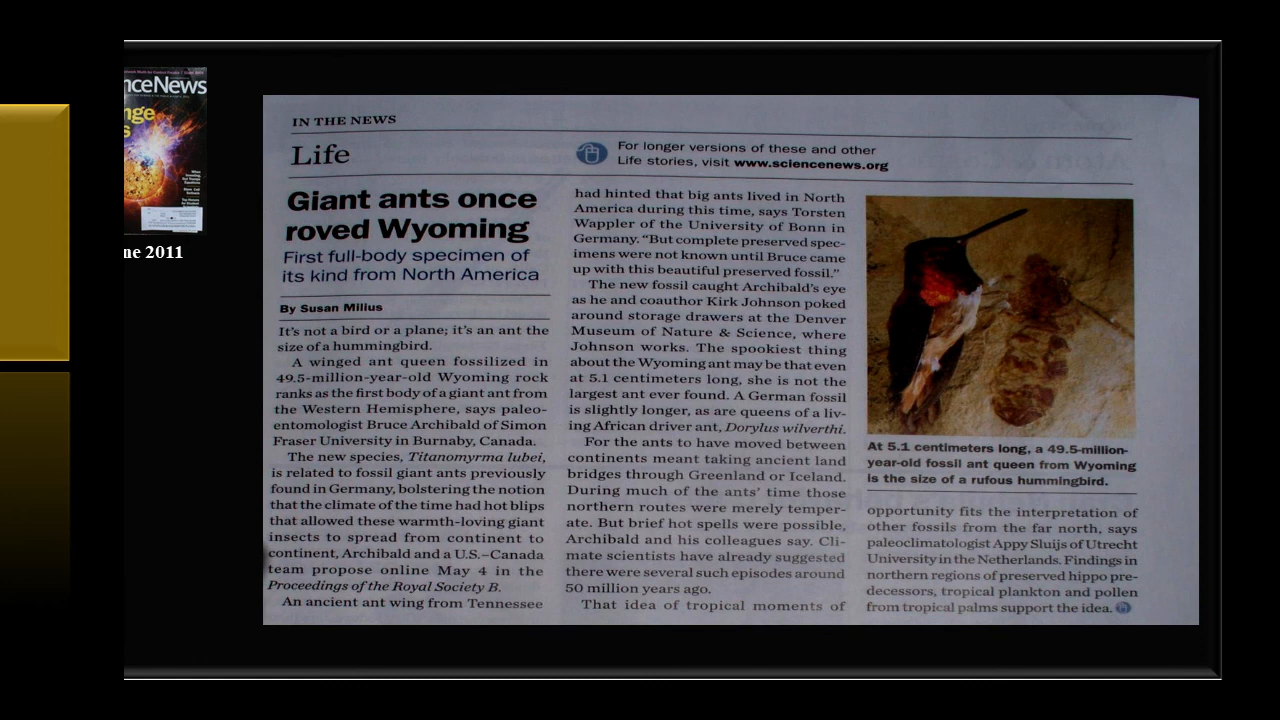 nceNews
nge
s
ne 2011
IN THE NEWS
Life
For longer versions of these and other
Life stories, visit www.sciencenews.org
Giant ants once
roved Wyoming
First full-body specimen of
its kind from North America
By Susan Milius
It's not a bird or a plane; it's an ant the
size of a hummingbird.
A winged ant queen fossilized in
49.5-million-year-old Wyoming rock
ranks as the first body of a giant ant from
the Western Hemisphere, says paleo-
entomologist Bruce Archibald of Simon
Fraser University in Burnaby, Canada.
The new species, Titanomyrma lubei,
is related to fossil giant ants previously
found in Germany, bolstering the notion
that the climate of the time had hot blips
that allowed these warmth-loving giant
insects to spread from continent to
continent, Archibald and a U.S.–Canada
team propose online May 4 in the
Proceedings of the Royal Society B.
An ancient ant wing from Tennessee
had hinted that big ants lived in North
America during this time, says Torsten
Wappler of the University of Bonn in
Germany. “But complete preserved spec-
imens were not known until Bruce came
up with this beautiful preserved fossil.”
The new fossil caught Archibald's eye
as he and coauthor Kirk Johnson poked
around storage drawers at the Denver
Museum of Nature & Science, where
Johnson works. The spookiest thing
about the Wyoming ant may be that even
at 5.1 centimeters long, she is not the
largest ant ever found. A German fossil
is slightly longer, as are queens of a liv-
ing African driver ant, Dorylus wilverthi.
For the ants to have moved between
continents meant taking ancient land
bridges through Greenland or Iceland.
During much of the ants' time those
northern routes were merely temper-
ate. But brief hot spells were possible,
Archibald and his colleagues say. Cli-
mate scientists have already suggested
there were several such episodes around
50 million years ago.
That idea of tropical moments of
At 5.1 centimeters long, a 49.5-million-
year-old fossil ant queen from Wyoming
is the size of a rufous hummingbird.
opportunity fits the interpretation of
other fossils from the far north, says
paleoclimatologist Appy Sluijs of Utrecht
University in the Netherlands. Findings in
northern regions of preserved hippo pre-
decessors, tropical plankton and pollen
from tropical palms support the idea.